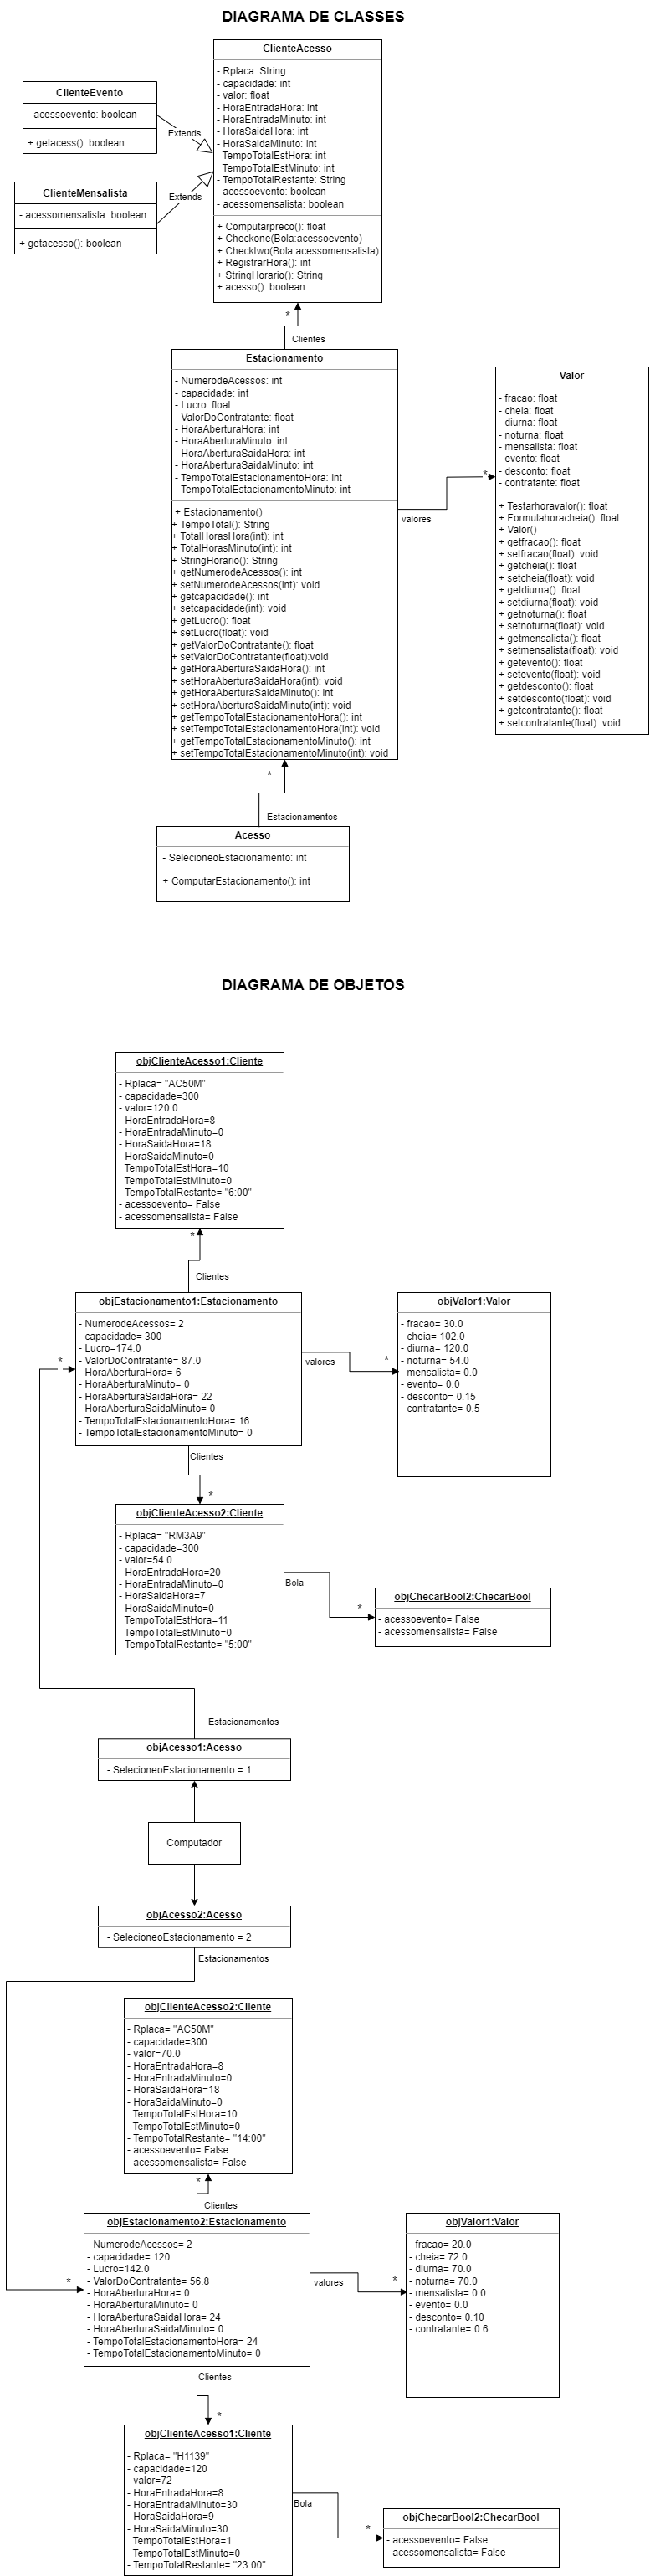 DIAGRAMA DE CLASSES
ClienteAcesso
- Rplaca: String
- capacidade: int
- valor: float
- HoraEntradaHora: int
- HoraEntradaMinuto: int
- HoraSaidaHora: int
- HoraSaidaMinuto: int
TempoTotalEstHora: int
TempoTotalEstMinuto: int
- TempoTotalRestante: String
- acessoevento: boolean
- acessomensalista: boolean
+ Computarpreco(): float
+ Checkone(Bola:acessoevento)
+ Checktwo(Bola:acessomensalista)
+ RegistrarHora(): int
+ StringHorario(): String
+ acesso(): boolean
ClienteEvento
- acessoevento: boolean
+ getacess(): boolean
Extends
ClienteMensalista
- acessomensalista: boolean
+ getacesso(): boolean
Extends
*
Clientes
Estacionamento
- NumerodeAcessos: int
- capacidade: int
- Lucro: float
- ValorDoContratante: float
- HoraAberturaHora: int
- HoraAberturaMinuto: int
- HoraAberturaSaidaHora: int
- HoraAberturaSaidaMinuto: int
- TempoTotalEstacionamentoHora: int
- TempoTotalEstacionamentoMinuto: int
+ Estacionamento()
+ TempoTotal(): String
+ TotalHorasHora(int): int
+ TotalHorasMinuto(int): int
+ StringHorario(): String
+ getNumerodeAcessos(): int
+ setNumerodeAcessos(int): void
+ getcapacidade(): int
+ setcapacidade(int): void
+ getLucro(): float
+ setLucro(float): void
+ getValorDoContratante(): float
+ setValorDoContratante(float):void
+ getHoraAberturaSaidaHora(): int
+ setHoraAberturaSaidaHora(int): void
+ getHoraAberturaSaidaMinuto(): int
+ setHoraAberturaSaidaMinuto(int): void
+ getTempoTotalEstacionamentoHora(): int
+ setTempoTotalEstacionamentoHora(int): void
+ getTempoTotalEstacionamentoMinuto(): int
+ setTempoTotalEstacionamentoMinuto(int): void
valores
*
Valor
- fracao: float
- cheia: float
- diurna: float
- noturna: float
- mensalista: float
- evento: float
- desconto: float
- contratante: float
+ Testarhoravalor(): float
+ Formulahoracheia(): float
+ Valor()
+ getfracao(): float
+ setfracao(float): void
+ getcheia(): float
+ setcheia(float): void
+ getdiurna(): float
+ setdiurna(float): void
+ getnoturna(): float
+ setnoturna(float): void
+ getmensalista(): float
+ setmensalista(float): void
+ getevento(): float
+ setevento(float): void
+ getdesconto(): float
+ setdesconto(float): void
+ getcontratante(): float
+ setcontratante(float): void
*
Estacionamentos
Acesso
- SelecioneoEstacionamento: int
+ ComputarEstacionamento(): int
DIAGRAMA DE OBJETOS
objClienteAcesso1:Cliente
- Rplaca= "AC50M"
- capacidade=300
- valor=120.0
- HoraEntradaHora=8
- HoraEntradaMinuto=0
- HoraSaidaHora=18
- HoraSaidaMinuto=0
TempoTotalEstHora=10
TempoTotalEstMinuto=0
- TempoTotalRestante= "6:00"
- acessoevento= False
- acessomensalista= False
*
Clientes
objEstacionamento1:Estacionamento
- NumerodeAcessos= 2
- capacidade= 300
- Lucro=174.0
- ValorDoContratante= 87.0
- HoraAberturaHora= 6
- HoraAberturaMinuto= 0
- HoraAberturaSaidaHora= 22
- HoraAberturaSaidaMinuto= 0
- TempoTotalEstacionamentoHora= 16
- TempoTotalEstacionamentoMinuto= 0
*
valores
*
objValor1:Valor
- fracao= 30.0
- cheia= 102.0
- diurna= 120.0
- noturna= 54.0
- mensalista= 0.0
- evento= 0.0
- desconto= 0.15
- contratante= 0.5
Clientes
*
objClienteAcesso2:Cliente
- Rplaca= "RM3A9"
- capacidade=300
- valor=54.0
- HoraEntradaHora=20
- HoraEntradaMinuto=0
- HoraSaidaHora=7
- HoraSaidaMinuto=0
TempoTotalEstHora=11
TempoTotalEstMinuto=0
- TempoTotalRestante= "5:00"
Bola
*
objChecarBool2:ChecarBool
- acessoevento= False
- acessomensalista= False
Estacionamentos
objAcesso1:Acesso
- SelecioneoEstacionamento = 1
Computador
objAcesso2:Acesso
- SelecioneoEstacionamento = 2
Estacionamentos
objClienteAcesso2:Cliente
- Rplaca= "AC50M"
- capacidade=300
- valor=70.0
- HoraEntradaHora=8
- HoraEntradaMinuto=0
- HoraSaidaHora=18
- HoraSaidaMinuto=0
TempoTotalEstHora=10
TempoTotalEstMinuto=0
- TempoTotalRestante= "14:00"
- acessoevento= False
- acessomensalista= False
*
Clientes
objEstacionamento2:Estacionamento
- NumerodeAcessos= 2
- capacidade= 120
- Lucro=142.0
- ValorDoContratante= 56.8
- HoraAberturaHora= 0
- HoraAberturaMinuto= 0
- HoraAberturaSaidaHora= 24
- HoraAberturaSaidaMinuto= 0
- TempoTotalEstacionamentoHora= 24
- TempoTotalEstacionamentoMinuto= 0
*
valores
*
objValor1:Valor
- fracao= 20.0
- cheia= 72.0
- diurna= 70.0
- noturna= 70.0
- mensalista= 0.0
- evento= 0.0
- desconto= 0.10
- contratante= 0.6
Clientes
*
objClienteAcesso1:Cliente
- Rplaca= "H1139"
- capacidade=120
- valor=72
- HoraEntradaHora=8
- HoraEntradaMinuto=30
- HoraSaidaHora=9
- HoraSaidaMinuto=30
TempoTotalEstHora=1
TempoTotalEstMinuto=0
- TempoTotalRestante= "23:00"
Bola
*
objChecarBool2:ChecarBool
- acessoevento= False
- acessomensalista= False